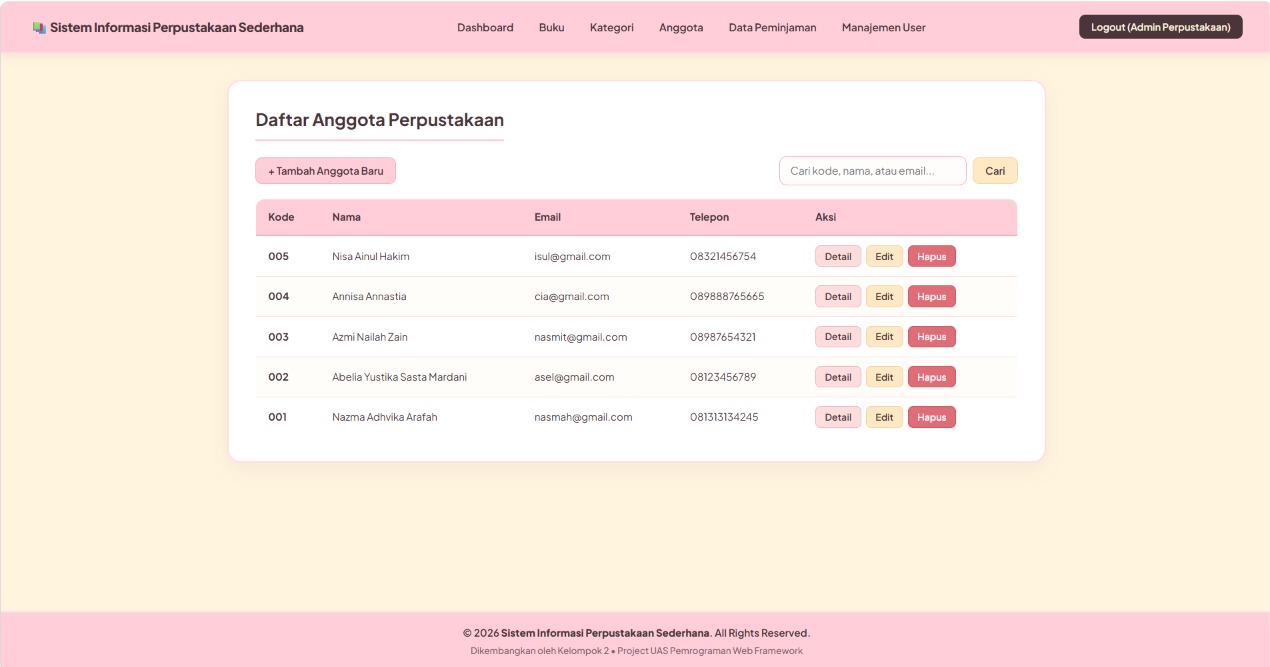 Sistem Informasi Perpustakaan Sederhana Dashboard Buku Kategori Anggota Data Peminjaman Manajemen User Logout (Admin Perpustakaan)
Daftar Anggota Perpustakaan
+ Tambah Anggota Baru Cari kode, nama, atau email... Cari
Kode Nama Email Telepon Aksi
005 Nisa Ainul Hakim isul@gmail.com 08321456754 Detail Edit Hapus
004 Annisa Annastia cia@gmail.com 089888765665 Detail Edit Hapus
003 Azmi Nailah Zain nasmit@gmail.com 08987654321 Detail Edit Hapus
002 Abelia Yustika Sasta Mardani asel@gmail.com 08123456789 Detail Edit Hapus
001 Nazma Adhvika Arafah nasmah@gmail.com 081313134245 Detail Edit Hapus
© 2026 Sistem Informasi Perpustakaan Sederhana. All Rights Reserved.
Dikembangkan oleh Kelompok 2 • Project UAS Pemrograman Web Framework